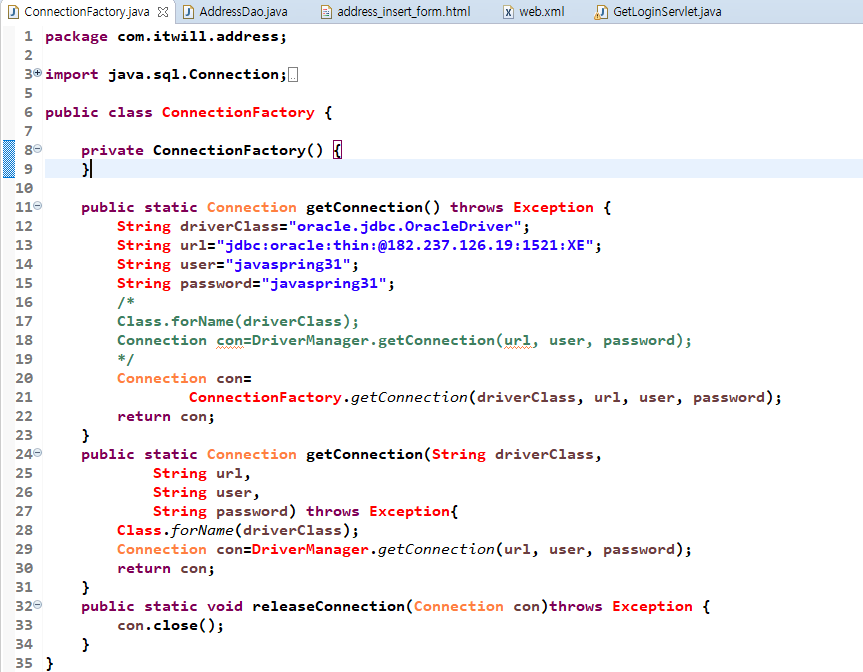 ConnectionFactory.java AddressDao.java address_insert_form.html web.xml GetLoginServlet.java
1 package com.itwill.address;
2
3 import java.sql.Connection;
5
6 public class ConnectionFactory {
7
8     private ConnectionFactory() {
9     }
10
11     public static Connection getConnection() throws Exception {
12         String driverClass="oracle.jdbc.OracleDriver";
13         String url="jdbc:oracle:thin:@182.237.126.19:1521:XE";
14         String user="javaspring31";
15         String password="javaspring31";
16         /*
17         Class.forName(driverClass);
18         Connection con=DriverManager.getConnection(url, user, password);
19         */
20         Connection con=
21                 ConnectionFactory.getConnection(driverClass, url, user, password);
22         return con;
23     }
24     public static Connection getConnection(String driverClass,
25             String url,
26             String user,
27             String password) throws Exception{
28         Class.forName(driverClass);
29         Connection con=DriverManager.getConnection(url, user, password);
30         return con;
31     }
32     public static void releaseConnection(Connection con)throws Exception {
33         con.close();
34     }
35 }